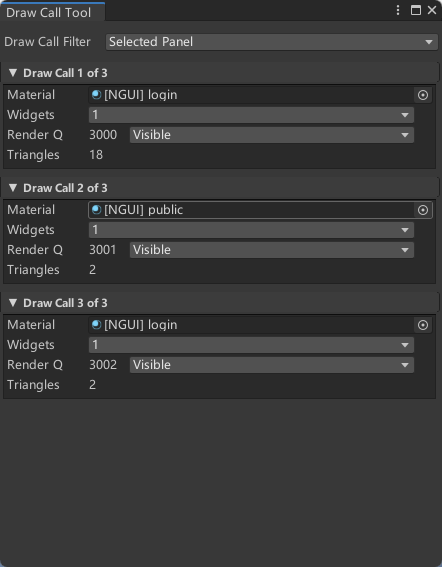 Draw Call Tool
Draw Call Filter Selected Panel
Draw Call 1 of 3
Material [NGUI] login
Widgets 1
Render Q 3000 Visible
Triangles 18
Draw Call 2 of 3
Material [NGUI] public
Widgets 1
Render Q 3001 Visible
Triangles 2
Draw Call 3 of 3
Material [NGUI] login
Widgets 1
Render Q 3002 Visible
Triangles 2